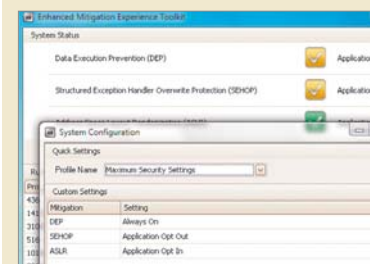 Enhanced Mitigation Experience Toolkit
System Status
Data Execution Prevention (DEP)
Applicatio
Structured Exception Handler Overwrite Protection (SEHOP)
Applicatio
System Configuration
Quick Settings
Profile Name Maximum Security Settings
Custom Settings
Mitigation Setting
DEP Always On
SEHOP Application Opt Out
ASLR Application Opt In